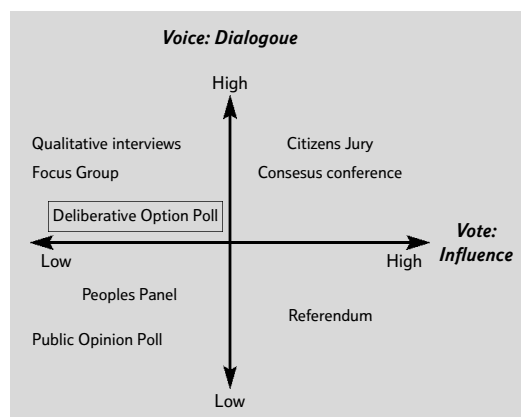 Voice: Dialogoue
High
Qualitative interviews
Citizens Jury
Focus Group
Consesus conference
Deliberative Option Poll
Vote:
Influence
Low
High
Peoples Panel
Referendum
Public Opinion Poll
Low